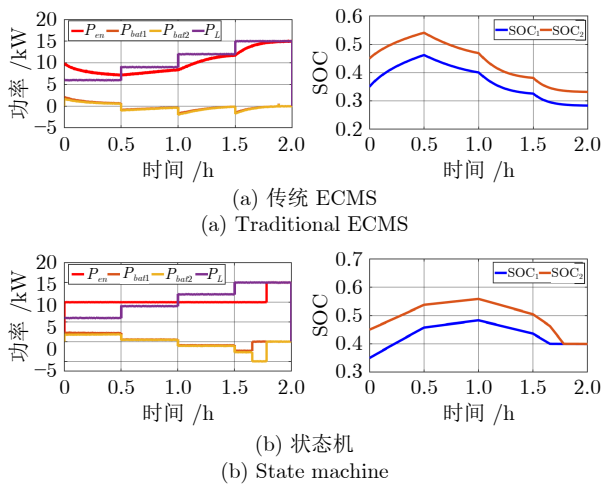 20
15
10
5
0
−5
功率 /kW
P_en P_bat1 P_bat2 P_L
0 0.5 1.0 1.5 2.0
时间 /h
0.6
0.5
0.4
0.3
0.2
SOC
SOC₁ SOC₂
0 0.5 1.0 1.5 2.0
时间 /h
(a) 传统 ECMS
(a) Traditional ECMS
20
15
10
5
0
5
功率 /kW
P_en P_bat1 P_bat2 P_L
0 0.5 1.0 1.5 2.0
时间 /h
0.7
0.6
0.5
0.4
0.3
SOC
SOC₁ SOC₂
0 0.5 1.0 1.5 2.0
时间 /h
(b) 状态机
(b) State machine